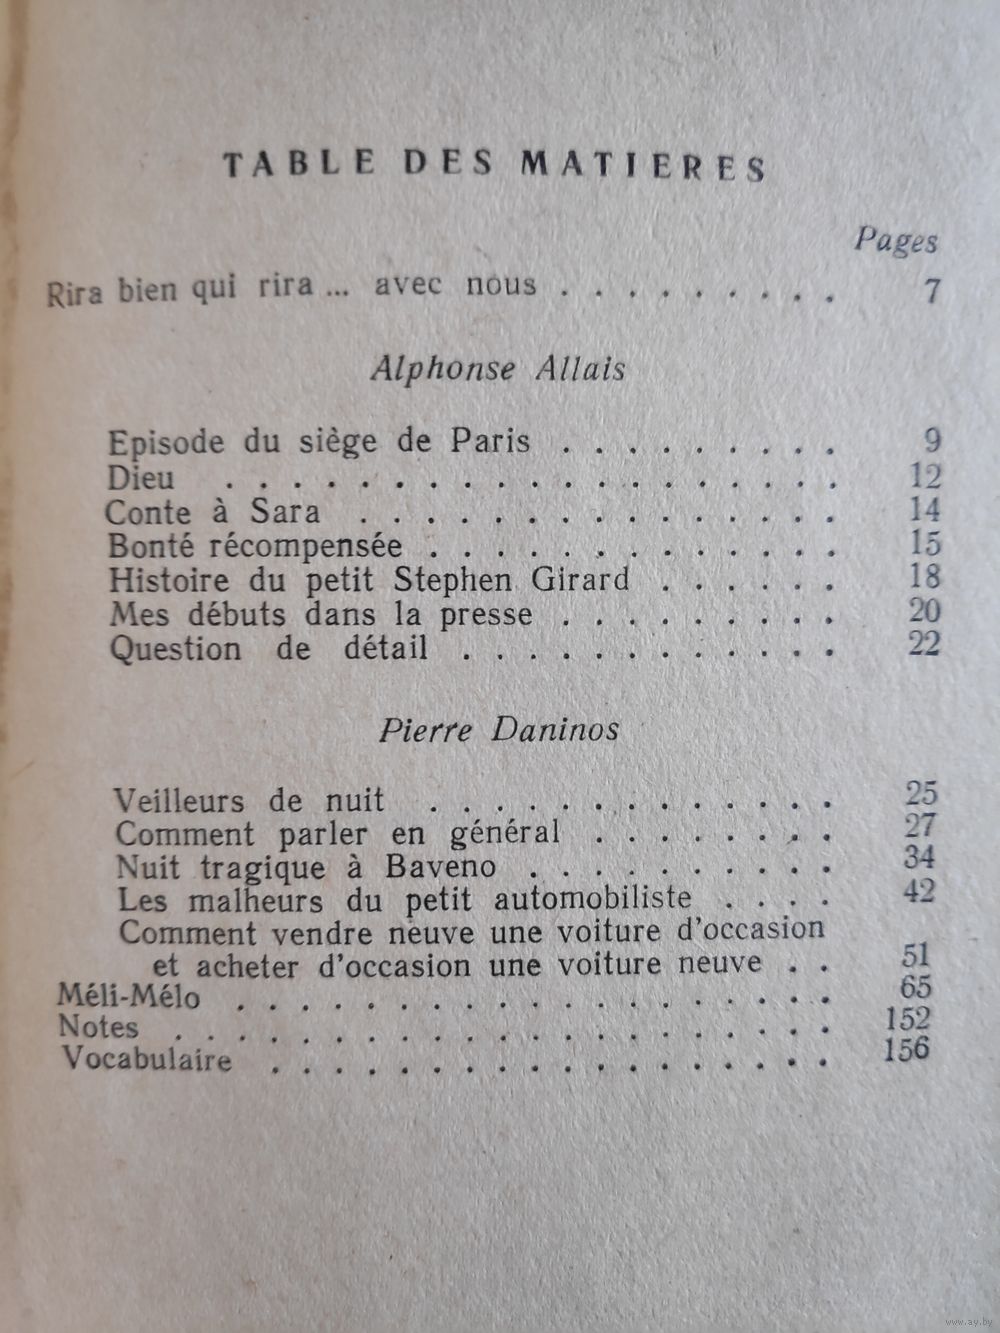 TABLE DES MATIERES
Pages
Rira bien qui rira ... avec nous . . . . . . . . . 7
Alphonse Allais
Episode du siège de Paris . . . . . . . . . 9
Dieu . . . . . . . . . . . . . . . . . . . 12
Conte à Sara . . . . . . . . . . . . . . . 14
Bonté récompensée . . . . . . . . . . . . . 15
Histoire du petit Stephen Girard . . . . . . 18
Mes débuts dans la presse . . . . . . . . . 20
Question de détail . . . . . . . . . . . . 22
Pierre Daninos
Veilleurs de nuit . . . . . . . . . . . . . 25
Comment parler en général . . . . . . . . 27
Nuit tragique à Baveno . . . . . . . . . . 34
Les malheurs du petit automobiliste . . . . 42
Comment vendre neuve une voiture d'occasion
et acheter d'occasion une voiture neuve . . 51
Méli-Mélo . . . . . . . . . . . . . . . . . . . 65
Notes . . . . . . . . . . . . . . . . . . . . . 152
Vocabulaire . . . . . . . . . . . . . . . . . . 156
www.ay.by